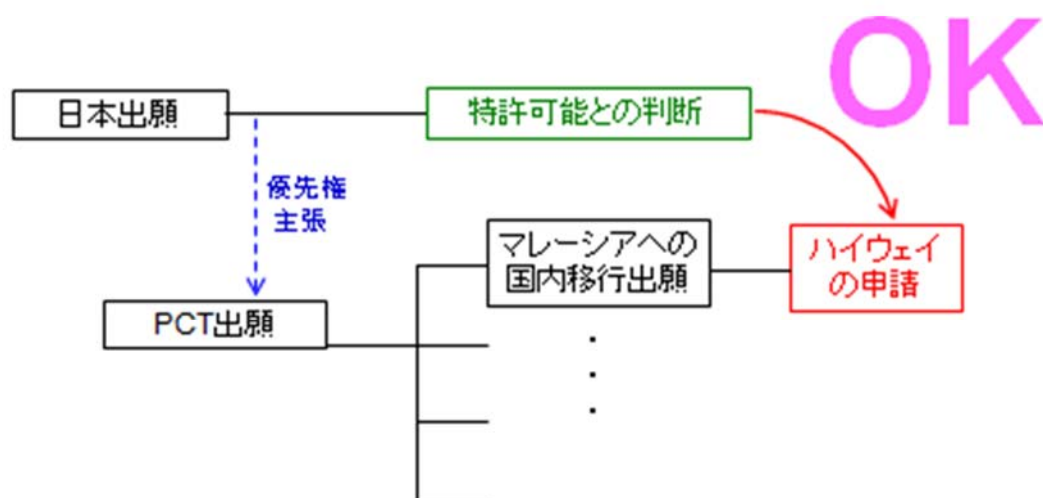 OK
日本出願
特許可能との判断
優先権
主張
マレーシアへの
国内移行出願
ハイウェイ
の申請
PCT出願